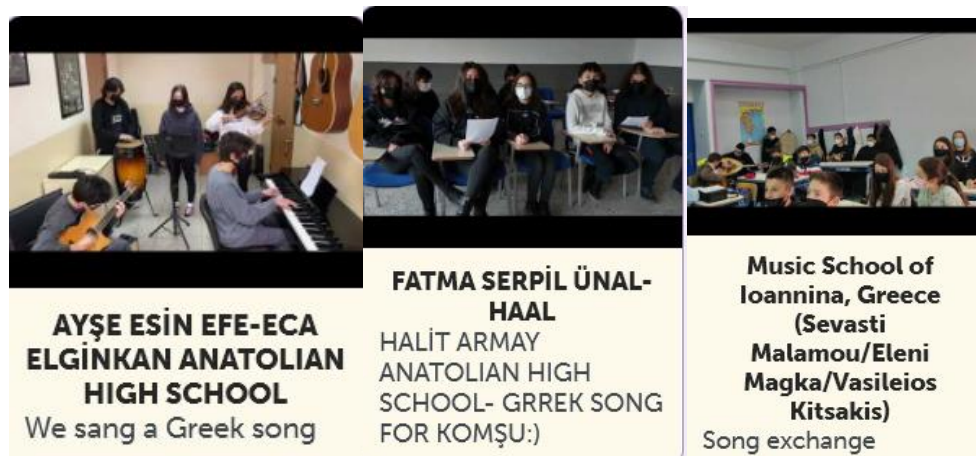 AYŞE ESİN EFE-ECA
ELGİNKAN ANATOLIAN
HIGH SCHOOL
We sang a Greek song
FATMA SERPİL ÜNAL-
HAAL
HALİT ARMAY
ANATOLIAN HIGH
SCHOOL- GRREK SONG
FOR KOMŞU:)
Music School of
Ioannina, Greece
(Sevasti
Malamou/Eleni
Magka/Vasileios
Kitsakis)
Song exchange